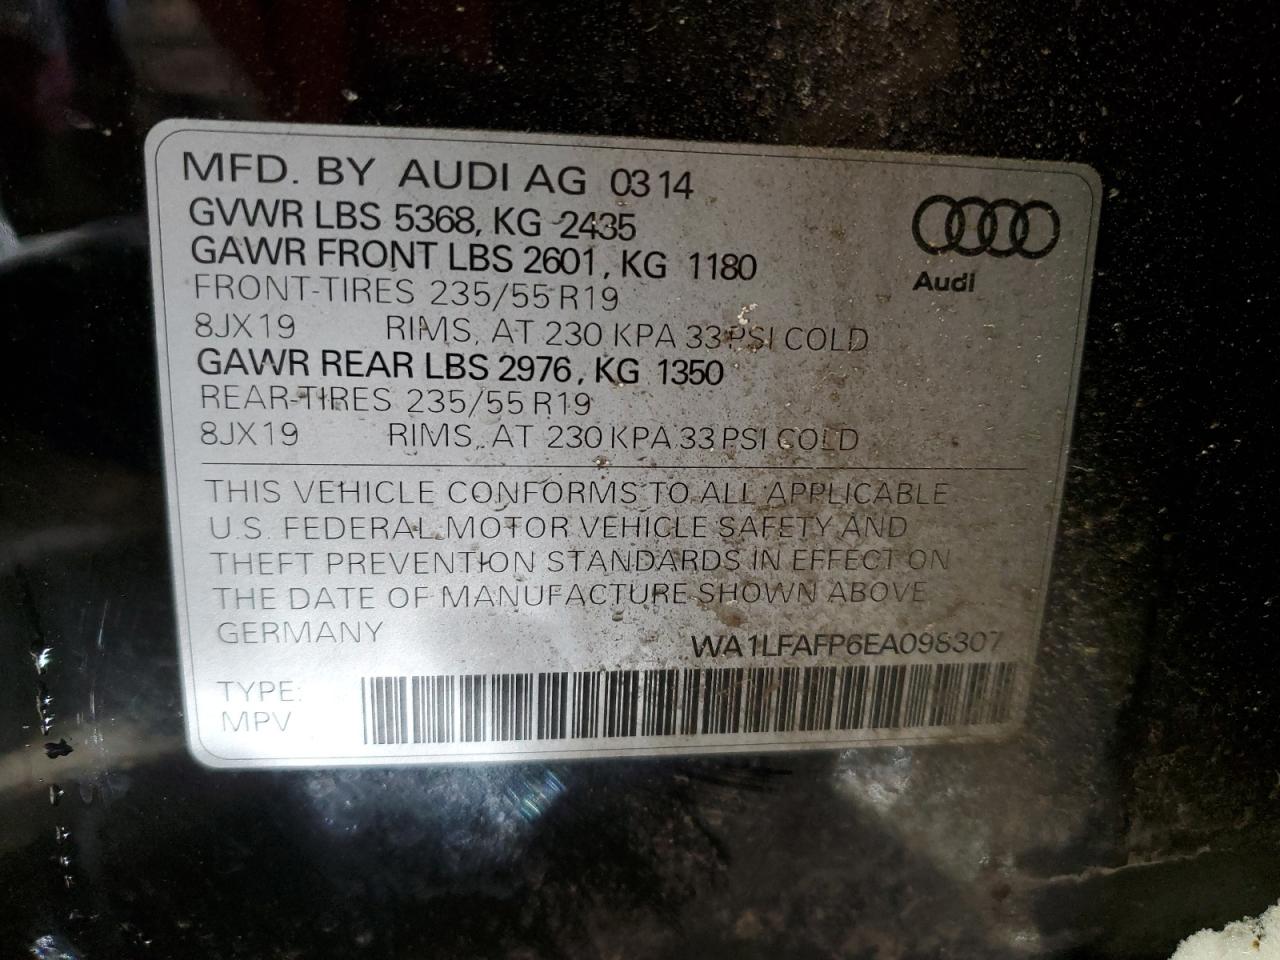 MFD. BY AUDI AG 0314
GVWR LBS 5368, KG 2435
GAWR FRONT LBS 2601, KG 1180
FRONT-TIRES 235/55 R19
8JX19 RIMS, AT 230 KPA 33 PSI COLD
GAWR REAR LBS 2976, KG 1350
REAR-TIRES 235/55 R19
8JX19 RIMS, AT 230 KPA 33 PSI COLD
Audi
THIS VEHICLE CONFORMS TO ALL APPLICABLE
U.S. FEDERAL MOTOR VEHICLE SAFETY AND
THEFT PREVENTION STANDARDS IN EFFECT ON
THE DATE OF MANUFACTURE SHOWN ABOVE
GERMANY
WA1LFAFP6EA098307
TYPE:
MPV